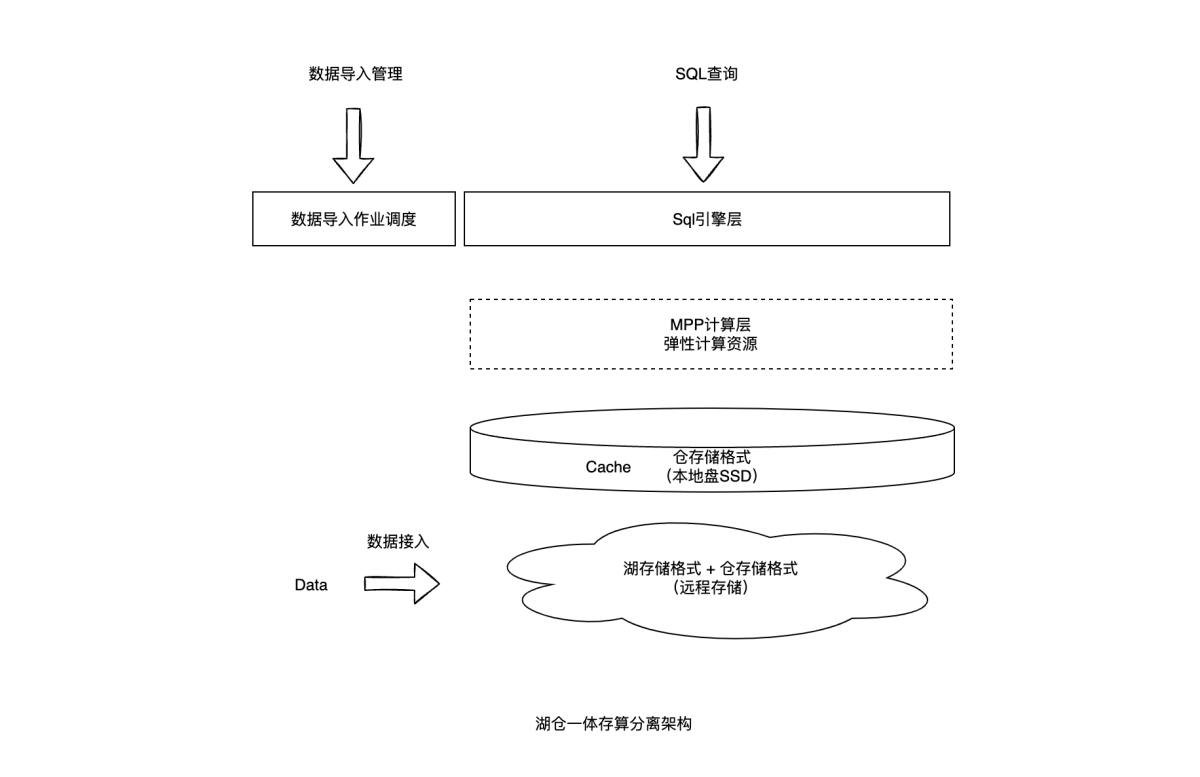 数据导入管理
SQL查询
数据导入作业调度
Sql引擎层
MPP计算层
弹性计算资源
Cache
仓存储格式
（本地盘SSD）
数据接入
Data
湖存储格式 + 仓存储格式
（远程存储）
湖仓一体存算分离架构